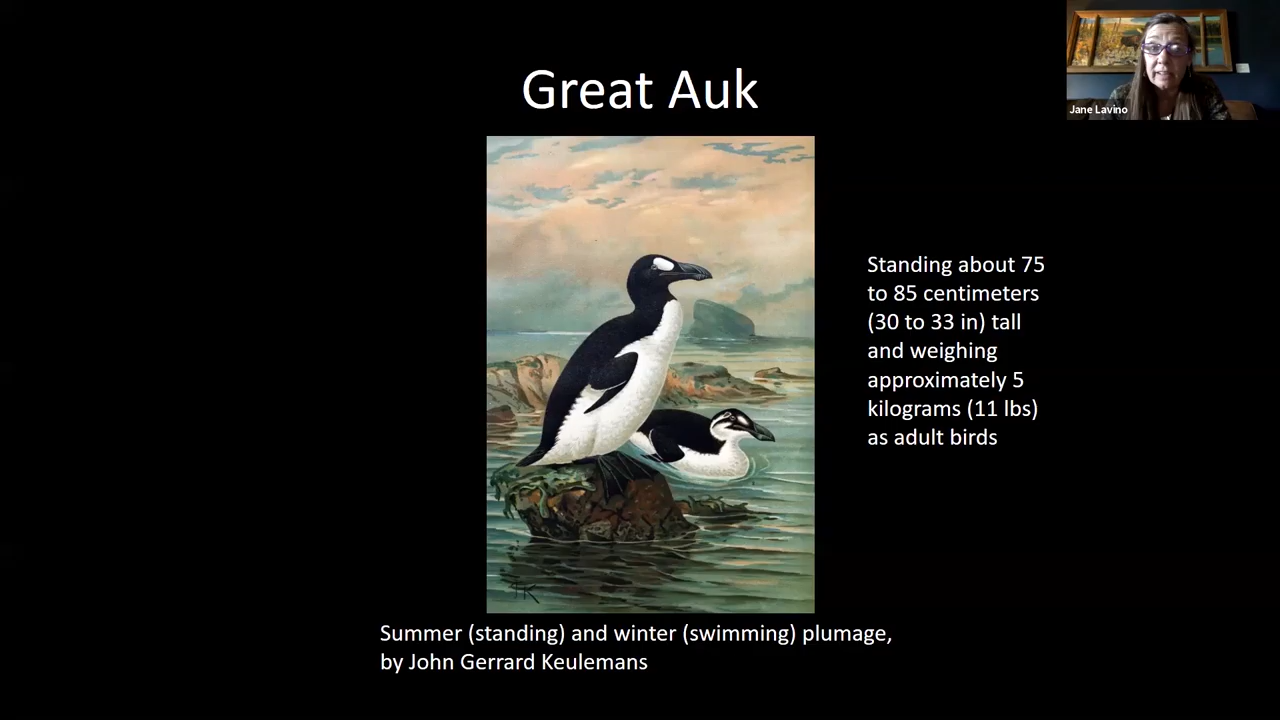 Great Auk
Jane Lavino
Standing about 75
to 85 centimeters
(30 to 33 in) tall
and weighing
approximately 5
kilograms (11 lbs)
as adult birds
Summer (standing) and winter (swimming) plumage,
by John Gerrard Keulemans